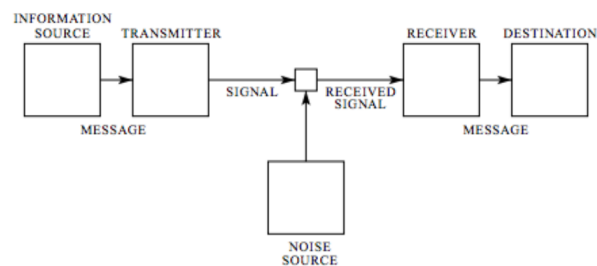 INFORMATION
SOURCE
TRANSMITTER
RECEIVER
DESTINATION
SIGNAL
RECEIVED
SIGNAL
MESSAGE
MESSAGE
NOISE
SOURCE